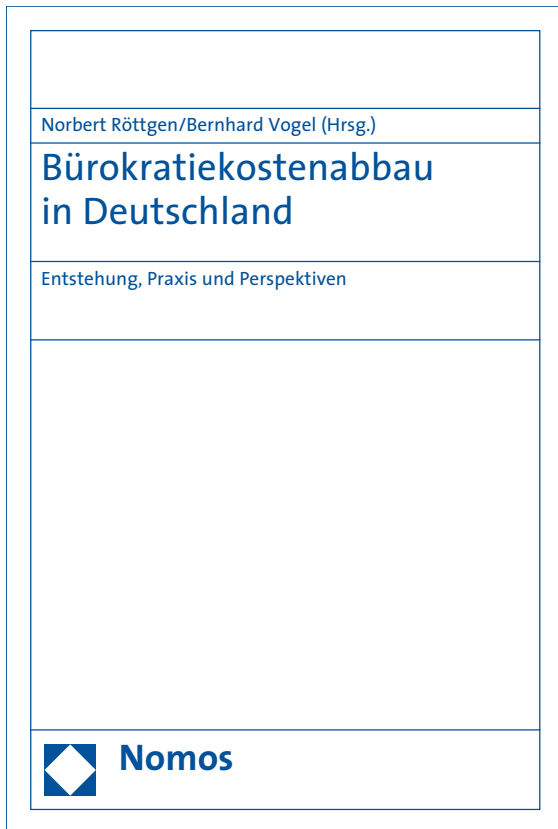 Norbert Röttgen/Bernhard Vogel (Hrsg.)
Bürokratiekostenabbau
in Deutschland
Entstehung, Praxis und Perspektiven
Nomos